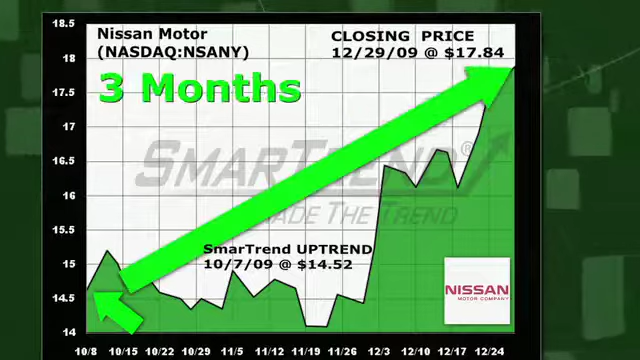 Nissan Motor
(NASDAQ:NSANY)
CLOSING PRICE
12/29/09 @ $17.84
3 Months
SMARTREND®
MADE THE TREND
SmarTrend UPTREND
10/7/09 @ $14.52
NISSAN
MOTOR COMPANY
18.5
18
17.5
17
16.5
16
15.5
15
14.5
14
10/8 10/15 10/22 10/29 11/5 11/12 11/19 11/26 12/3 12/10 12/17 12/24